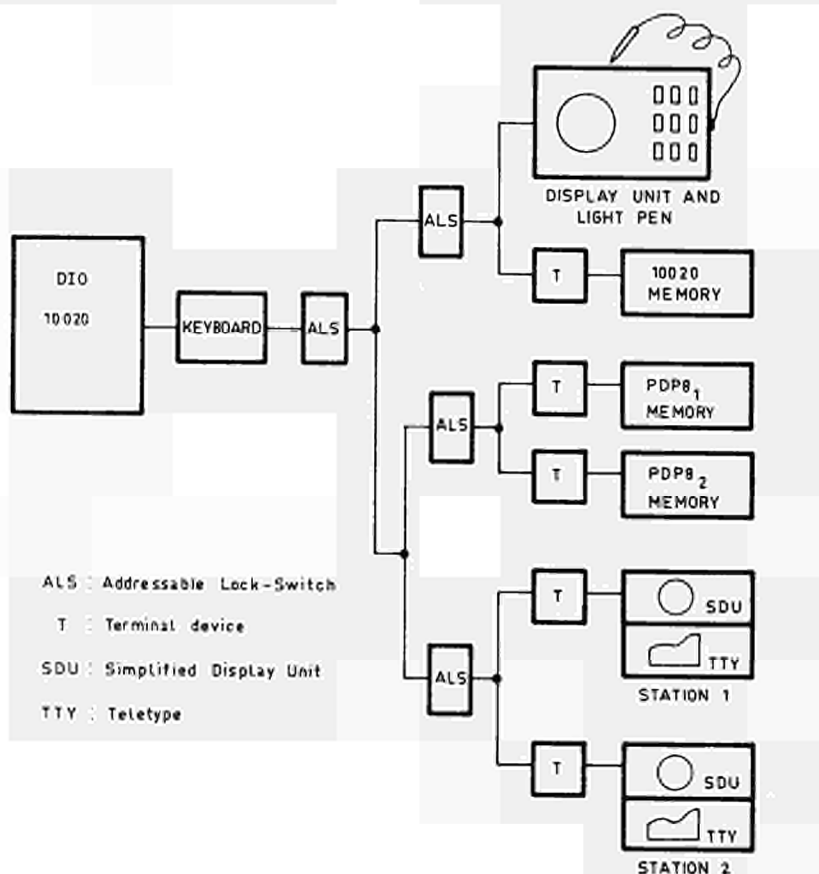 DISPLAY UNIT AND
LIGHT PEN
ALS
T
10020
MEMORY
DIO
10020
KEYBOARD
ALS
ALS
T
PDP8 1
MEMORY
T
PDP8 2
MEMORY
ALS : Addressable Lock-Switch
T : Terminal device
SDU : Simplified Display Unit
TTY : Teletype
ALS
T
SDU
TTY
STATION 1
T
SDU
TTY
STATION 2